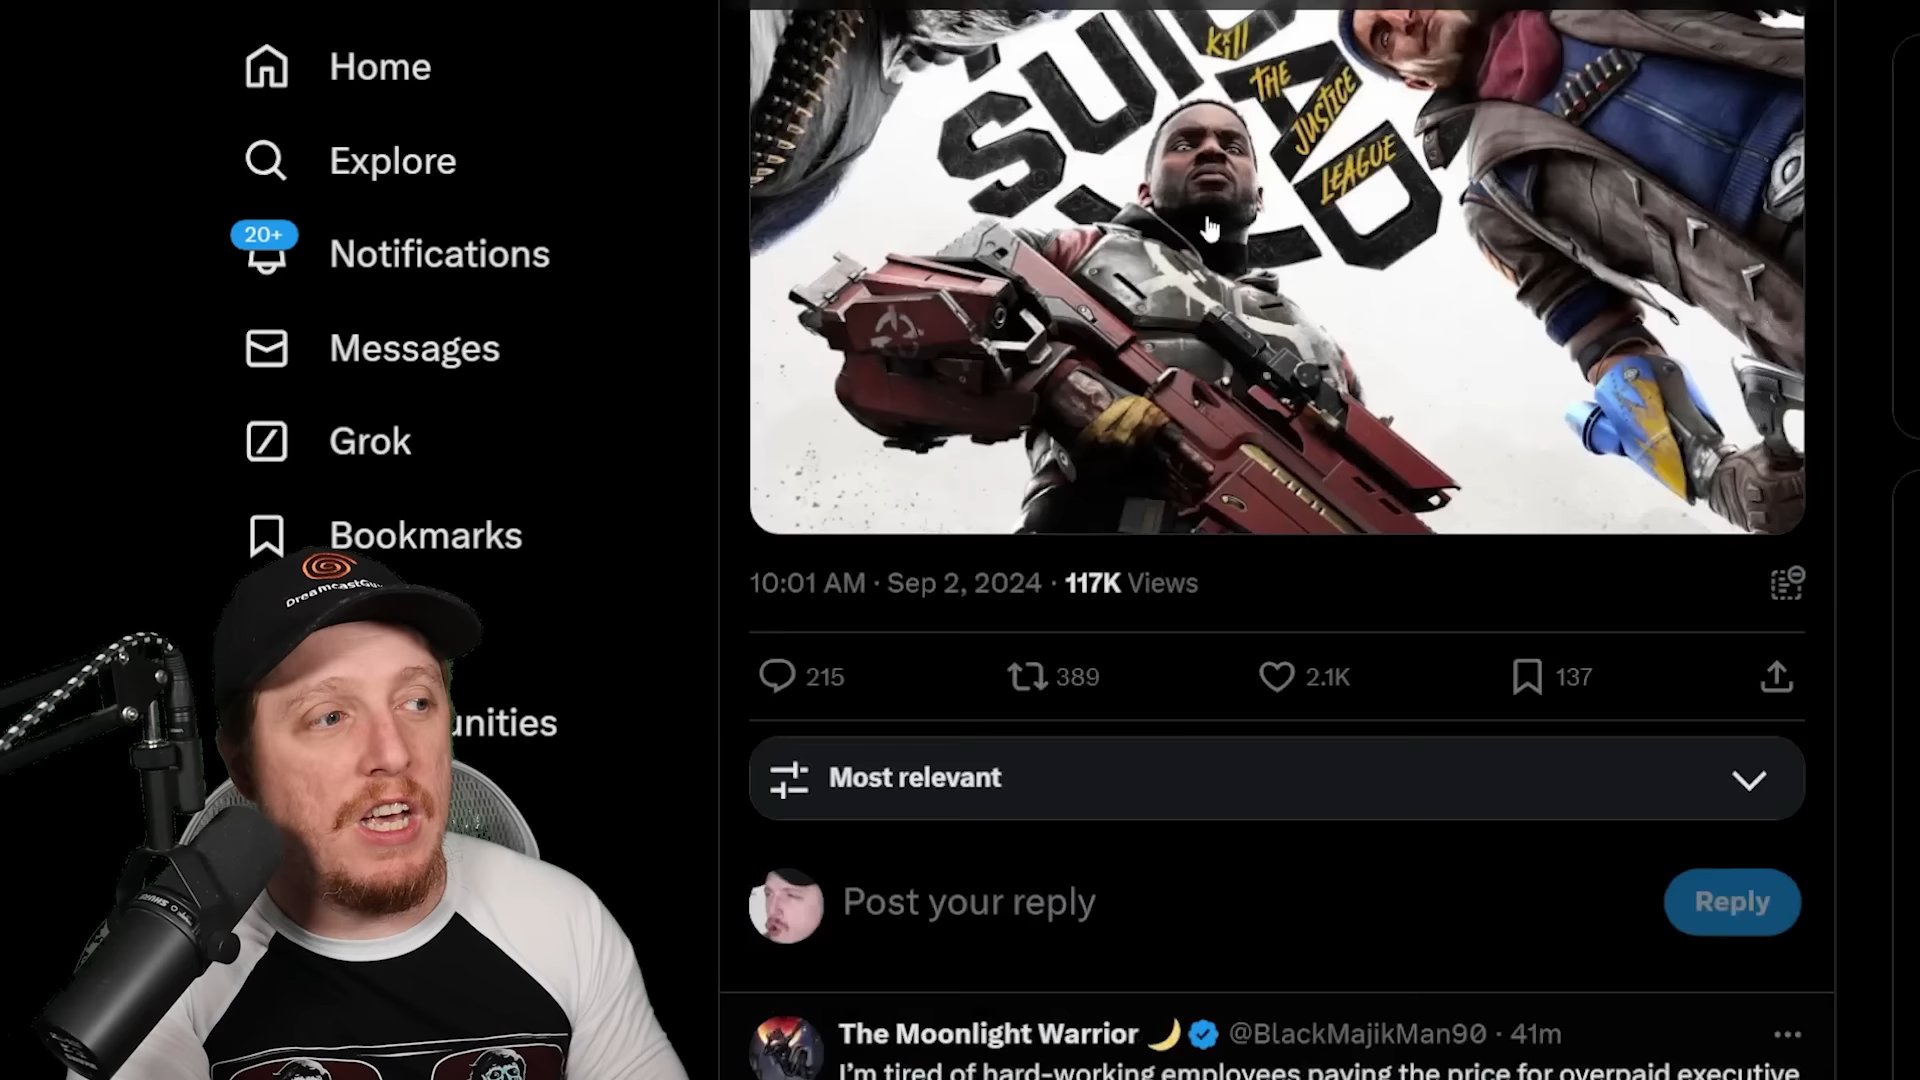 Home
Explore
20+
Notifications
Messages
Grok
Bookmarks
unities
kill
THE
JUSTICE
LEAGUE
10:01 AM · Sep 2, 2024 · 117K Views
215 389 2.1K 137
Most relevant
Post your reply
Reply
The Moonlight Warrior 🌙 @BlackMajikMan90 · 41m
I'm tired of hard-working employees paying the price for overpaid executive
DreamcastGu
SHURE